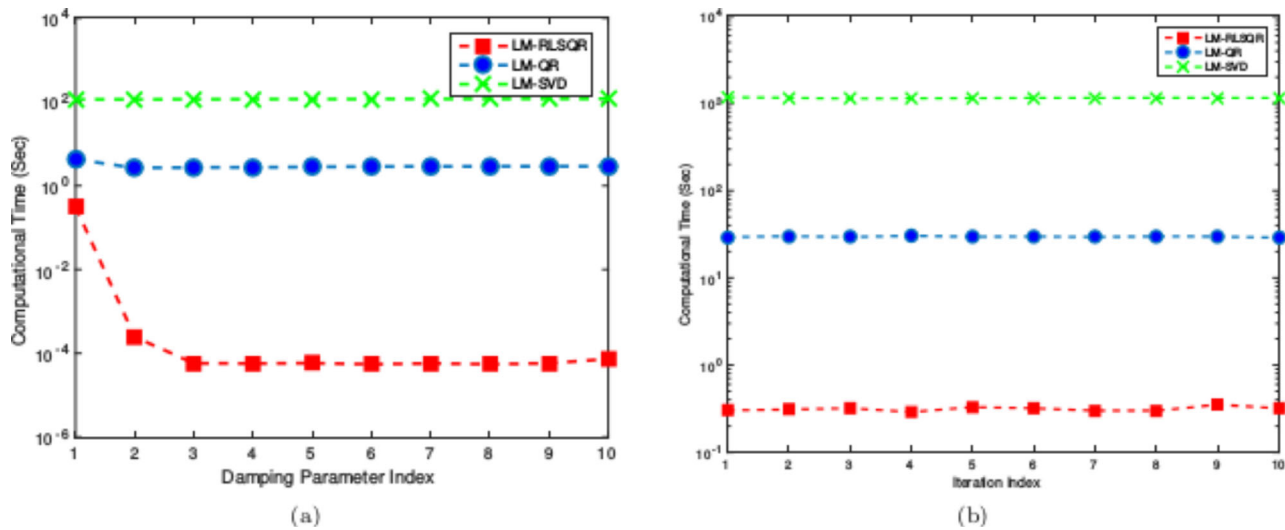 10^4
10^2
10^0
10^-2
10^-4
10^-6
Computational Time (Sec)
LM-RLSQR
LM-QR
LM-SVD
1 2 3 4 5 6 7 8 9 10
Damping Parameter Index
(a)
10^4
10^3
10^2
10^1
10^0
10^-1
Computational Time (Sec)
LM-RLSQR
LM-QR
LM-SVD
1 2 3 4 5 6 7 8 9 10
Iteration Index
(b)